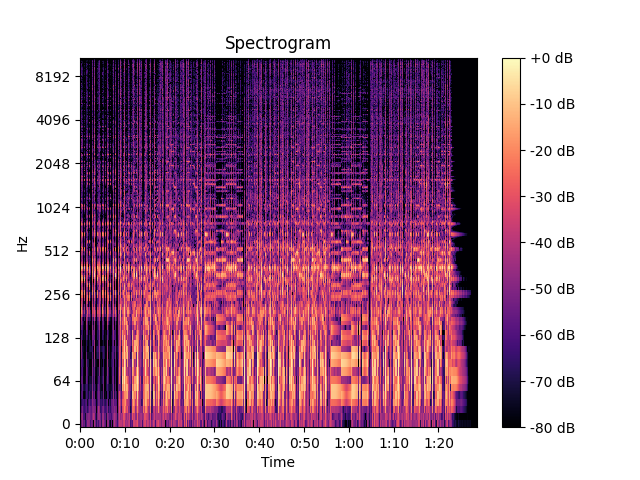 Spectrogram
8192
4096
2048
1024
512
256
128
64
0
Hz
0:00 0:10 0:20 0:30 0:40 0:50 1:00 1:10 1:20
Time
+0 dB
-10 dB
-20 dB
-30 dB
-40 dB
-50 dB
-60 dB
-70 dB
-80 dB